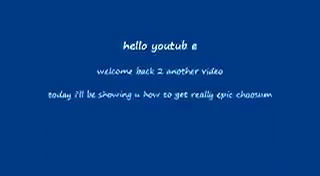 hello youtub e
welcome back 2 another video
today i'll be showing u how to get really epic choosum